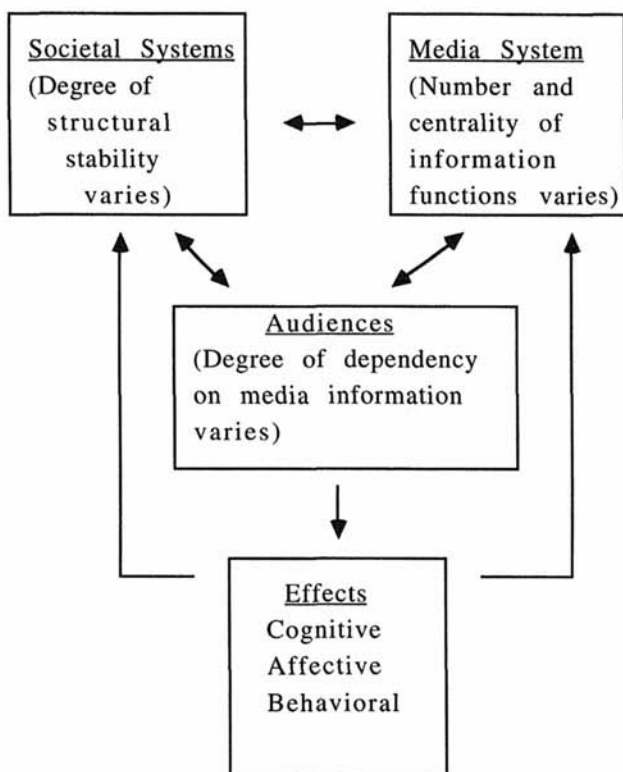 Societal Systems
(Degree of
structural
stability
varies)
Media System
(Number and
centrality of
information
functions varies)
Audiences
(Degree of dependency
on media information
varies)
Effects
Cognitive
Affective
Behavioral